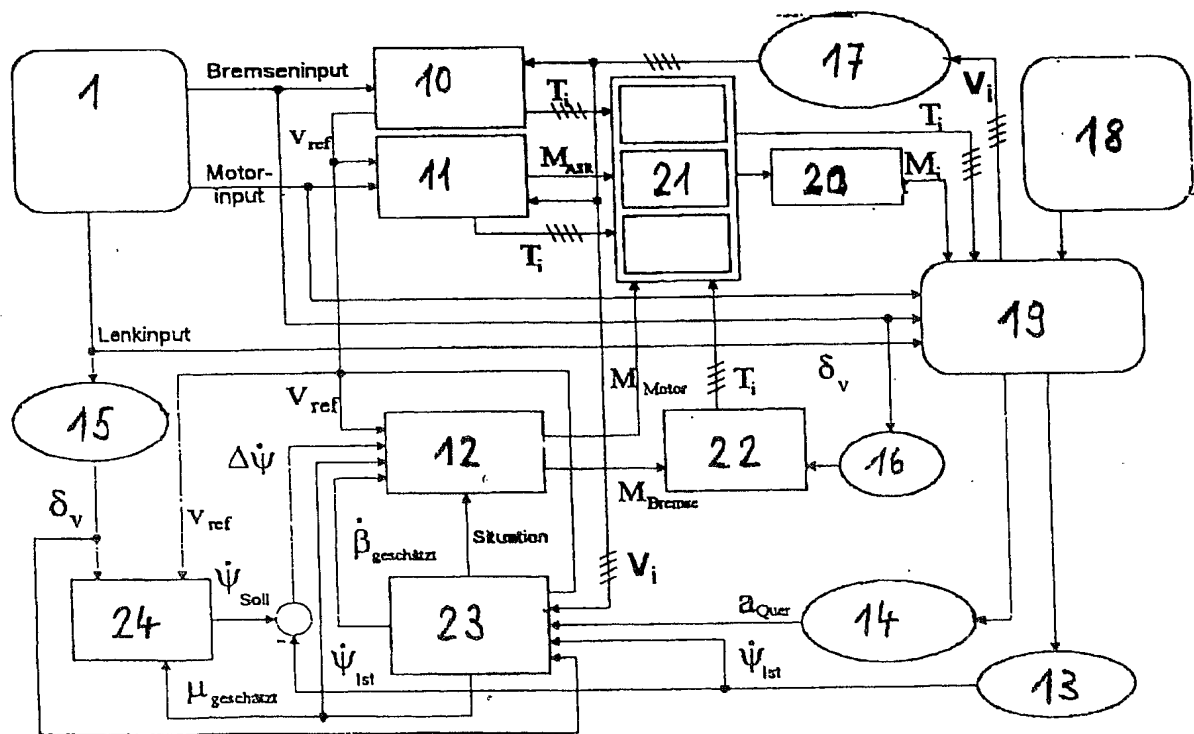 1
Bremseninput
10
17
V_i
18
T_i
T_i
v_ref
Motor-
input
11
M_ASR
21
20
M_i
T_i
19
Lenkinput
M_Motor
T_i
δ_v
15
v_ref
12
22
16
Δψ̇
M_Bremse
δ_v
v_ref
β̇_geschätzt
Situation
V_i
ψ̇_Soll
24
23
a_Quer
14
-
ψ̇_Ist
ψ̇_Ist
μ_geschätzt
13